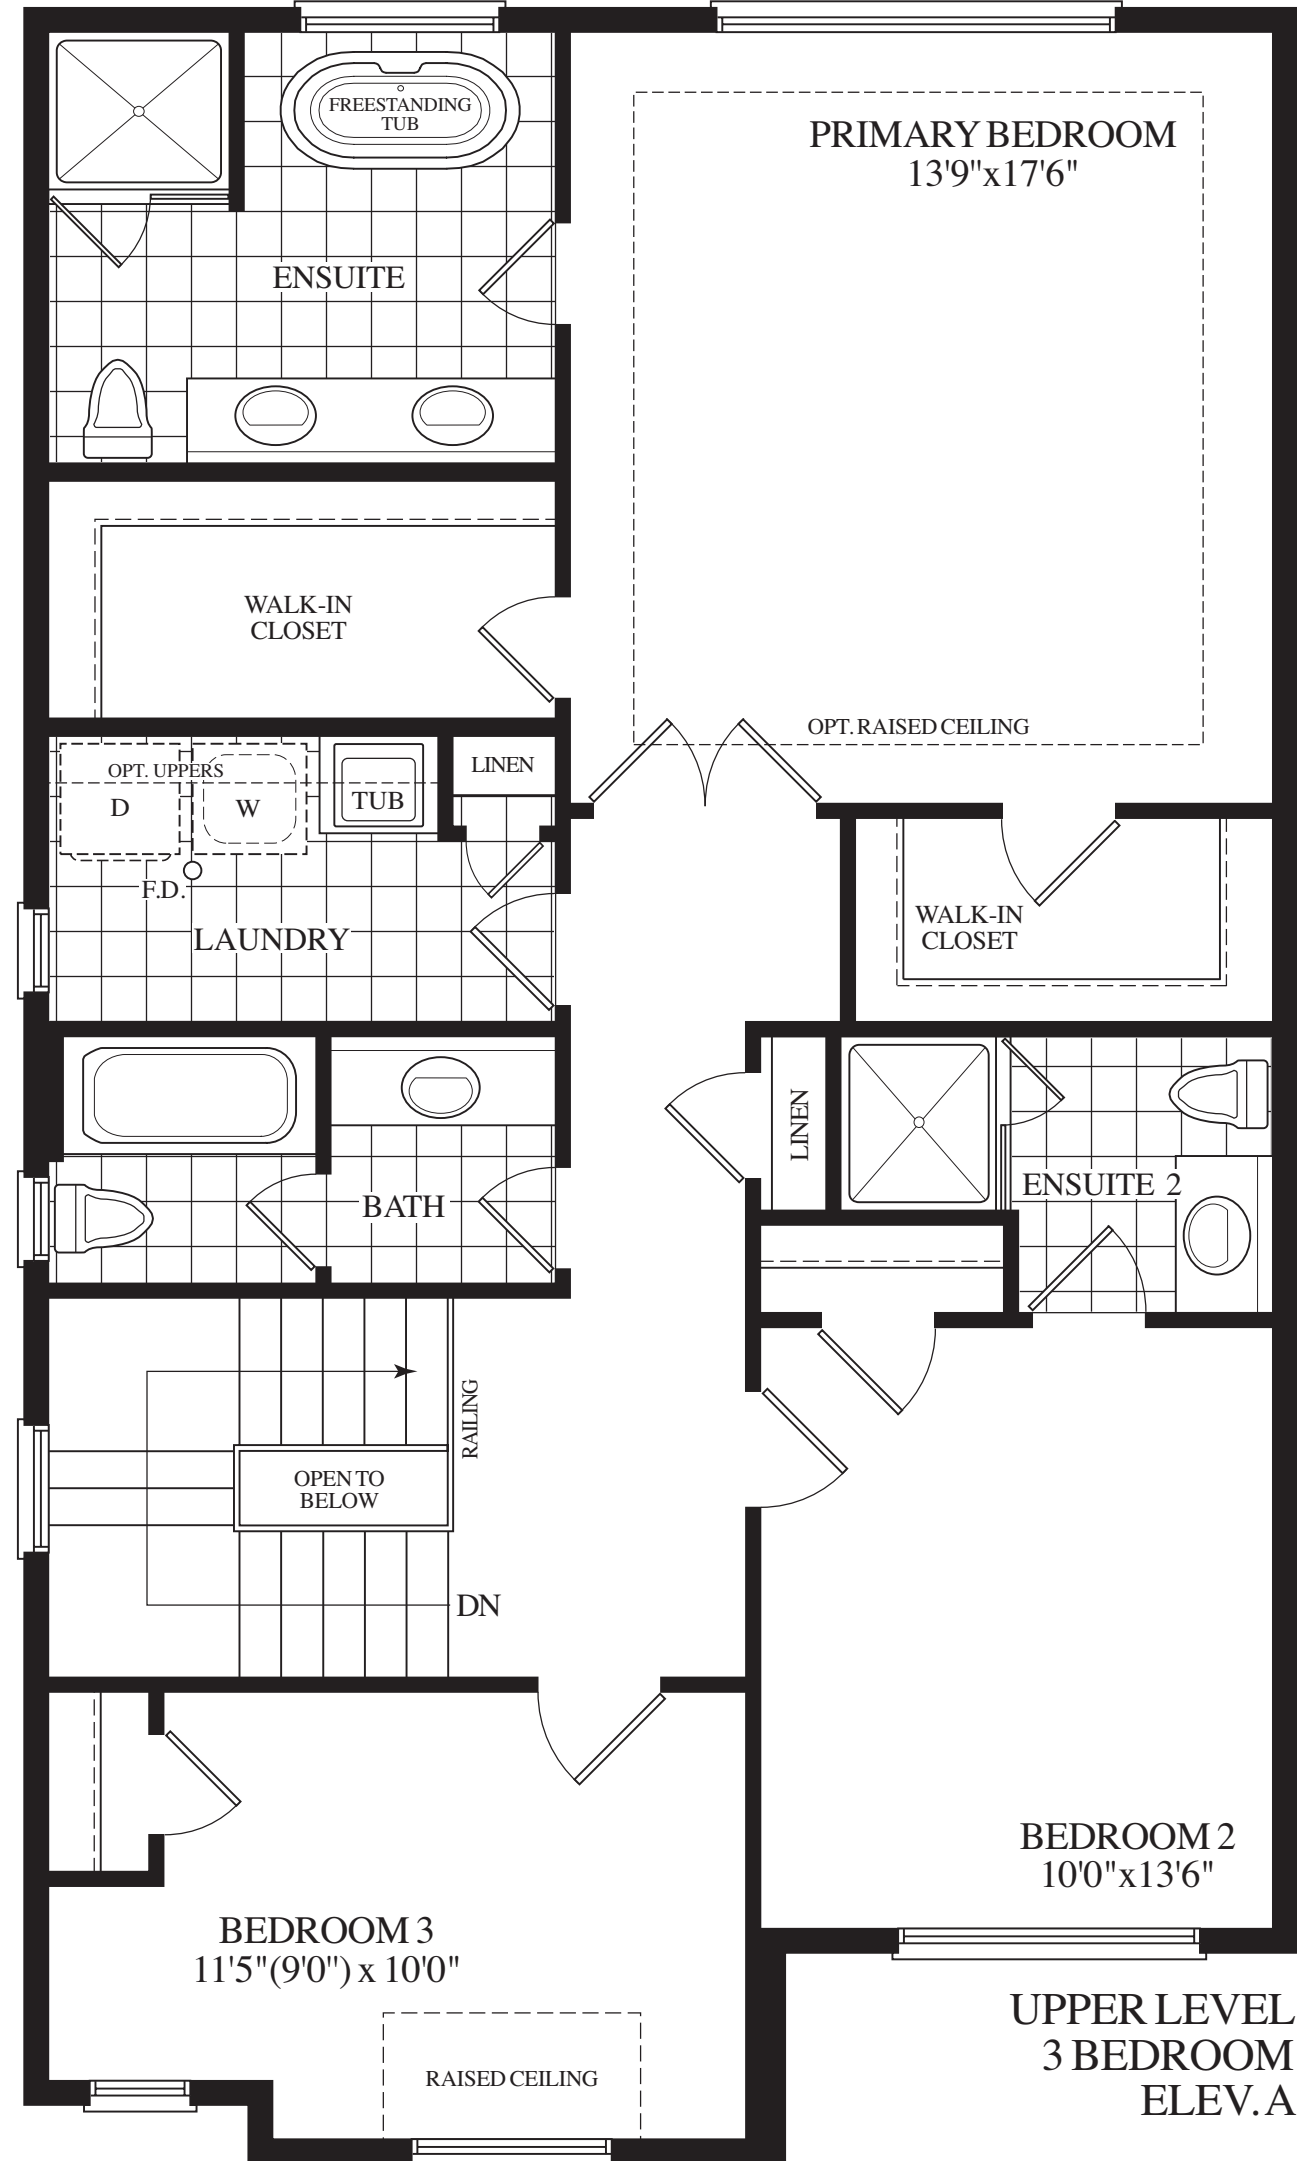 FREESTANDING
TUB
PRIMARY BEDROOM
13'9"x17'6"
ENSUITE
WALK-IN
CLOSET
OPT. RAISED CEILING
OPT. UPPERS
D
W
TUB
LINEN
F.D.
LAUNDRY
WALK-IN
CLOSET
LINEN
ENSUITE 2
BATH
RAILING
OPEN TO
BELOW
DN
BEDROOM 2
10'0"x13'6"
BEDROOM 3
11'5"(9'0") x 10'0"
RAISED CEILING
UPPER LEVEL
3 BEDROOM
ELEV. A